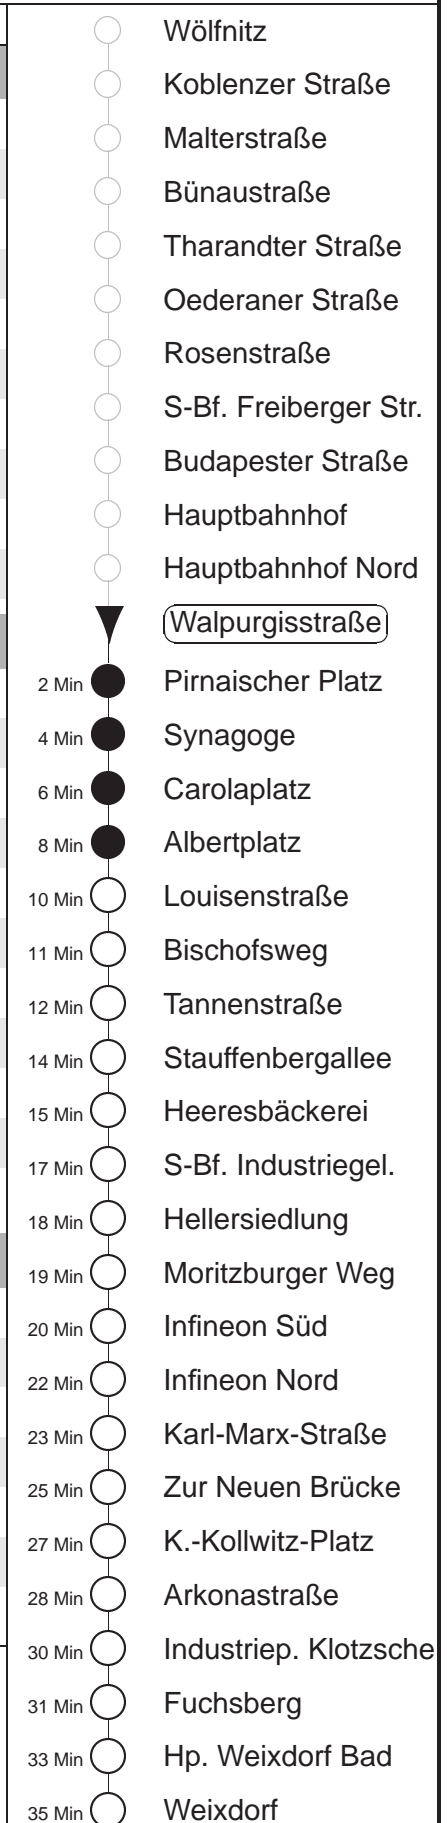 Wölfnitz
Koblenzer Straße
Malterstraße
Bünaustraße
Tharandter Straße
Oederaner Straße
Rosenstraße
S-Bf. Freiberger Str.
Budapester Straße
Hauptbahnhof
Hauptbahnhof Nord
Walpurgisstraße
2 Min Pirnaischer Platz
4 Min Synagoge
6 Min Carolaplatz
8 Min Albertplatz
10 Min Louisenstraße
11 Min Bischofsweg
12 Min Tannenstraße
14 Min Stauffenbergallee
15 Min Heeresbäckerei
17 Min S-Bf. Industriegel.
18 Min Hellersiedlung
19 Min Moritzburger Weg
20 Min Infineon Süd
22 Min Infineon Nord
23 Min Karl-Marx-Straße
25 Min Zur Neuen Brücke
27 Min K.-Kollwitz-Platz
28 Min Arkonastraße
30 Min Industriep. Klotzsche
31 Min Fuchsberg
33 Min Hp. Weixdorf Bad
35 Min Weixdorf